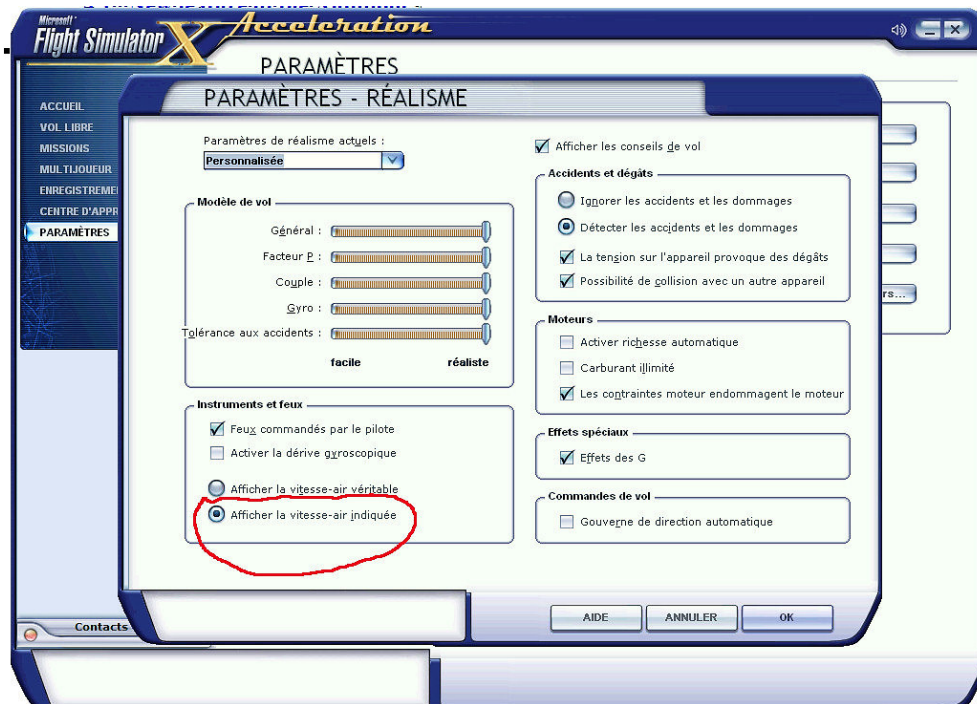 Microsoft
Flight Simulator X
Acceleration
PARAMÈTRES
ACCUEIL
VOL LIBRE
MISSIONS
MULTIJOUEUR
ENREGISTREME
CENTRE D'APPR
PARAMÈTRES
Contacts
rs...
PARAMÈTRES - RÉALISME
Paramètres de réalisme actuels :
Personnalisée
Modèle de vol
Général :
Facteur P :
Couple :
Gyro :
Tolérance aux accidents :
facile réaliste
Instruments et feux
Feux commandés par le pilote
Activer la dérive gyroscopique
Afficher la vitesse-air véritable
Afficher la vitesse-air indiquée
Afficher les conseils de vol
Accidents et dégâts
Ignorer les accidents et les dommages
Détecter les accidents et les dommages
La tension sur l'appareil provoque des dégâts
Possibilité de collision avec un autre appareil
Moteurs
Activer richesse automatique
Carburant illimité
Les contraintes moteur endommagent le moteur
Effets spéciaux
Effets des G
Commandes de vol
Gouverne de direction automatique
AIDE ANNULER OK